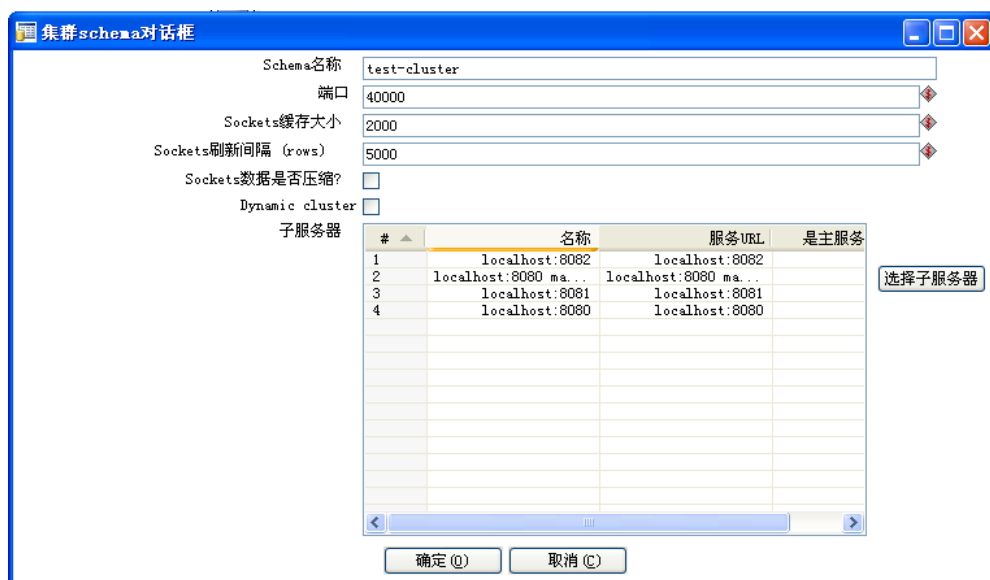 集群schema对话框
Schema名称 test-cluster
端口 40000
Sockets缓存大小 2000
Sockets刷新间隔 (rows) 5000
Sockets数据是否压缩?
Dynamic cluster
子服务器
# 名称 服务URL 是主服务
1 localhost:8082 localhost:8082
2 localhost:8080 ma... localhost:8080 ma...
3 localhost:8081 localhost:8081
4 localhost:8080 localhost:8080
选择子服务器
确定(O) 取消(C)